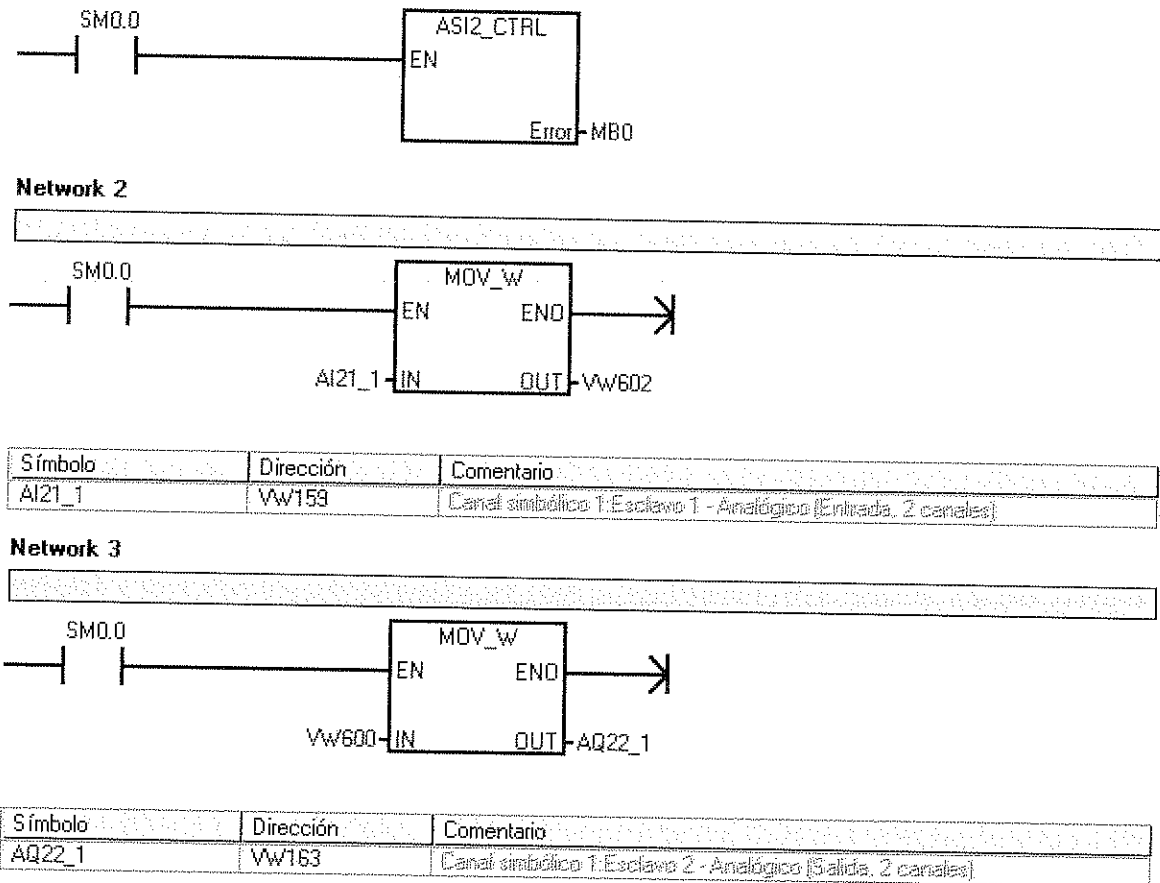 SM0.0
ASI2_CTRL
EN
Error MB0
Network 2
SM0.0
MOV_W
EN ENO
AI21_1 IN OUT VW602
Símbolo Dirección Comentario
AI21_1 VW159 Canal simbólico 1:Esclavo 1 - Analógico (Entrada, 2 canales)
Network 3
SM0.0
MOV_W
EN ENO
VW600 IN OUT AQ22_1
Símbolo Dirección Comentario
AQ22_1 VW163 Canal simbólico 1:Esclavo 2 - Analógico (Salida, 2 canales)